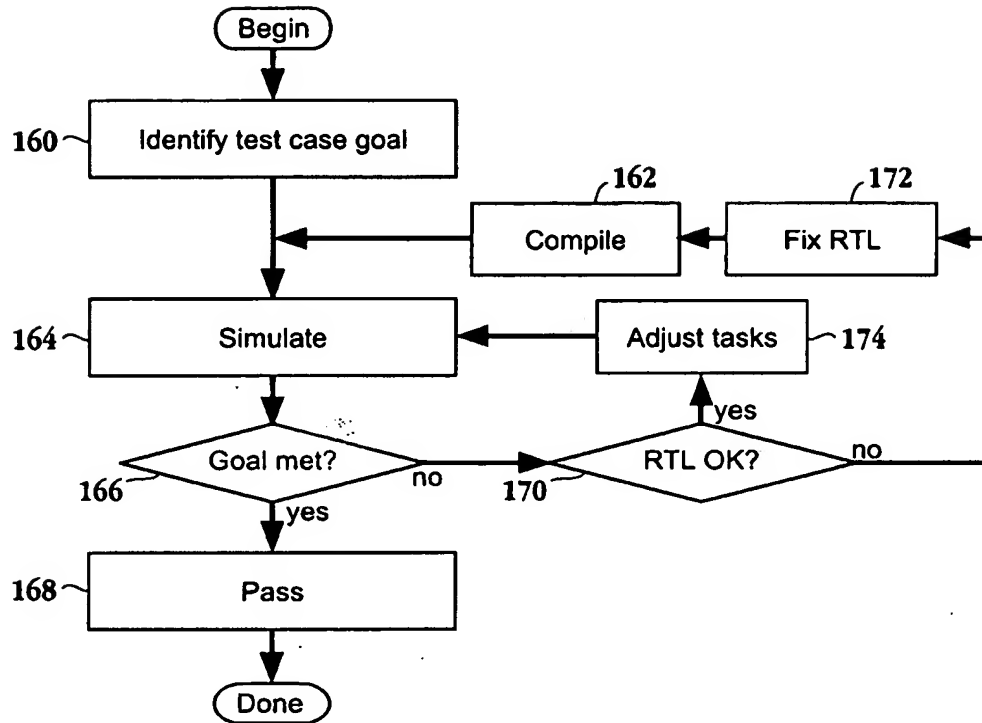 Begin
160
Identify test case goal
162
172
Compile
Fix RTL
164
Simulate
Adjust tasks
174
yes
Goal met?
no
RTL OK?
no
166
170
yes
168
Pass
Done